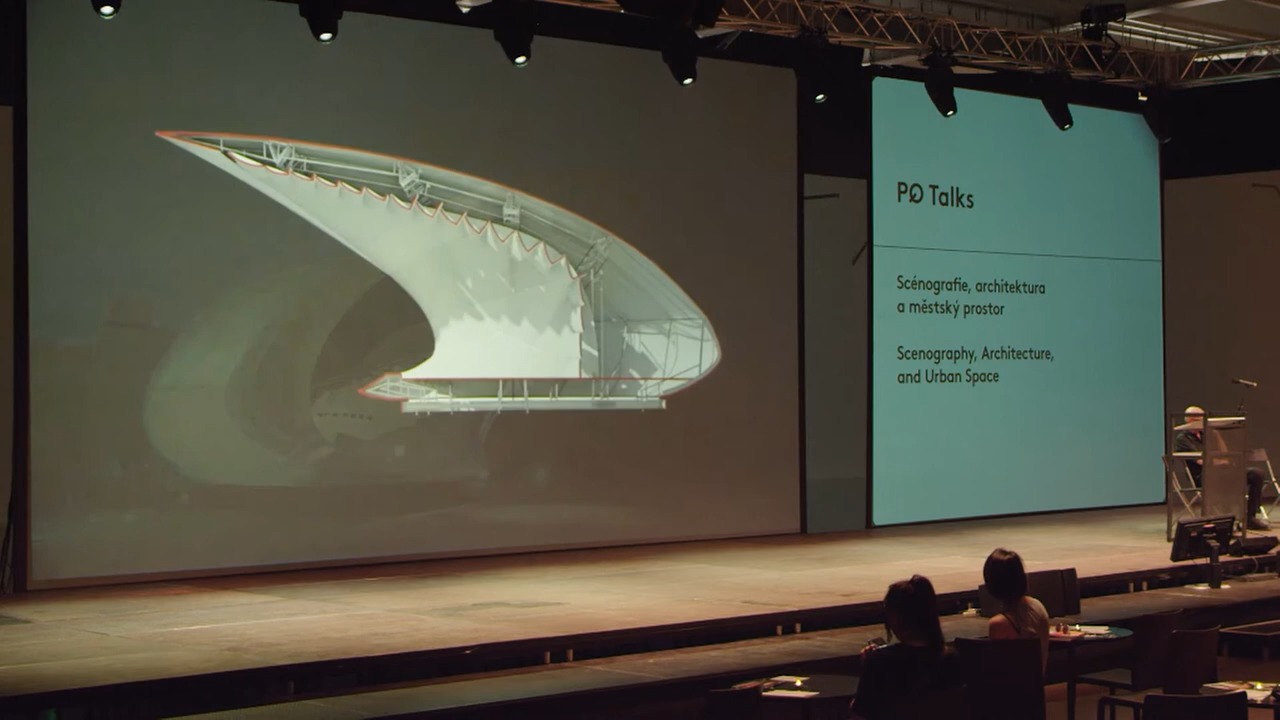 PQ Talks
Scénografie, architektura
a městský prostor
Scenography, Architecture,
and Urban Space